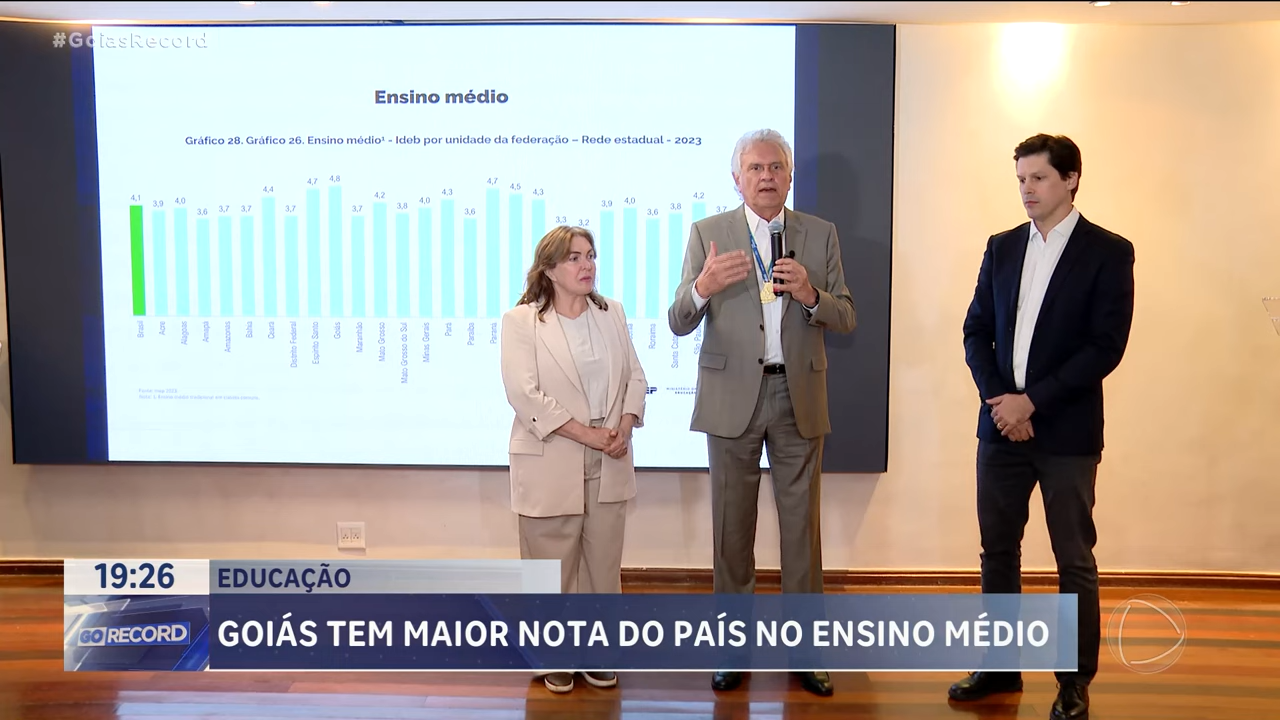 #GoiasRecord
Ensino médio
Gráfico 28. Gráfico 26. Ensino médio¹ - Ideb por unidade da federação – Rede estadual - 2023
4,1 3,9 4,0 3,6 3,7 3,7 4,4 3,7 4,7 4,8 3,7 4,2 3,8 4,0 4,3 3,6 4,7 4,5 4,3 3,3 3,2 3,9 4,0 3,6 3,8 4,2 3,7
Brasil Acre Alagoas Amapá Amazonas Bahia Ceará Distrito Federal Espírito Santo Goiás Maranhão Mato Grosso Mato Grosso do Sul Minas Gerais Pará Paraíba Paraná Roraima Santa Cata
19:26
EDUCAÇÃO
GO RECORD
GOIÁS TEM MAIOR NOTA DO PAÍS NO ENSINO MÉDIO